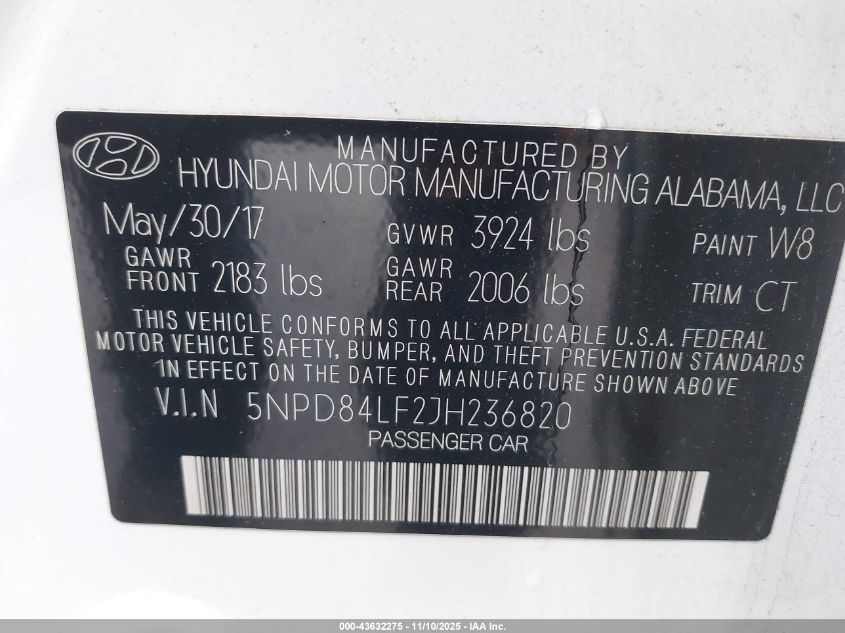 MANUFACTURED BY
HYUNDAI MOTOR MANUFACTURING ALABAMA, LLC
May/30/17 GVWR 3924 lbs PAINT W8
GAWR FRONT 2183 lbs GAWR REAR 2006 lbs TRIM CT
THIS VEHICLE CONFORMS TO ALL APPLICABLE U.S.A. FEDERAL
MOTOR VEHICLE SAFETY, BUMPER, AND THEFT PREVENTION STANDARDS
IN EFFECT ON THE DATE OF MANUFACTURE SHOWN ABOVE.
V.I.N 5NPD84LF2JH236820
PASSENGER CAR
000-43632275 - 11/10/2025 - IAA Inc.